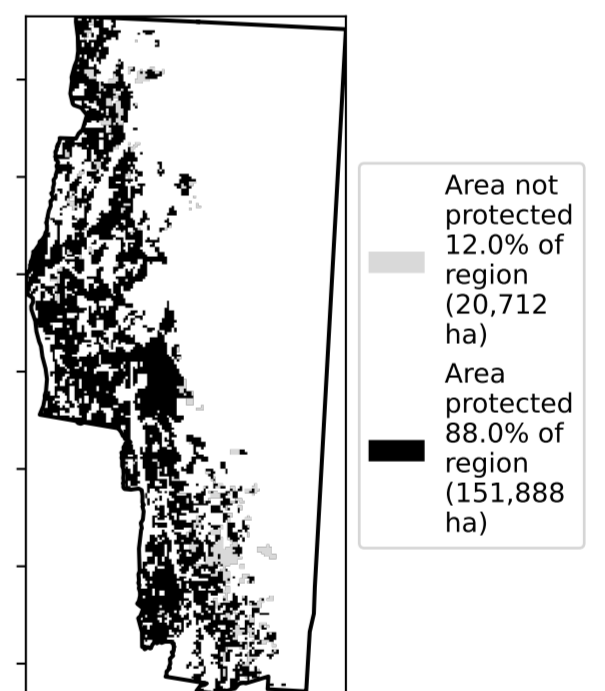 Area not
protected
12.0% of
region
(20,712
ha)
Area
protected
88.0% of
region
(151,888
ha)